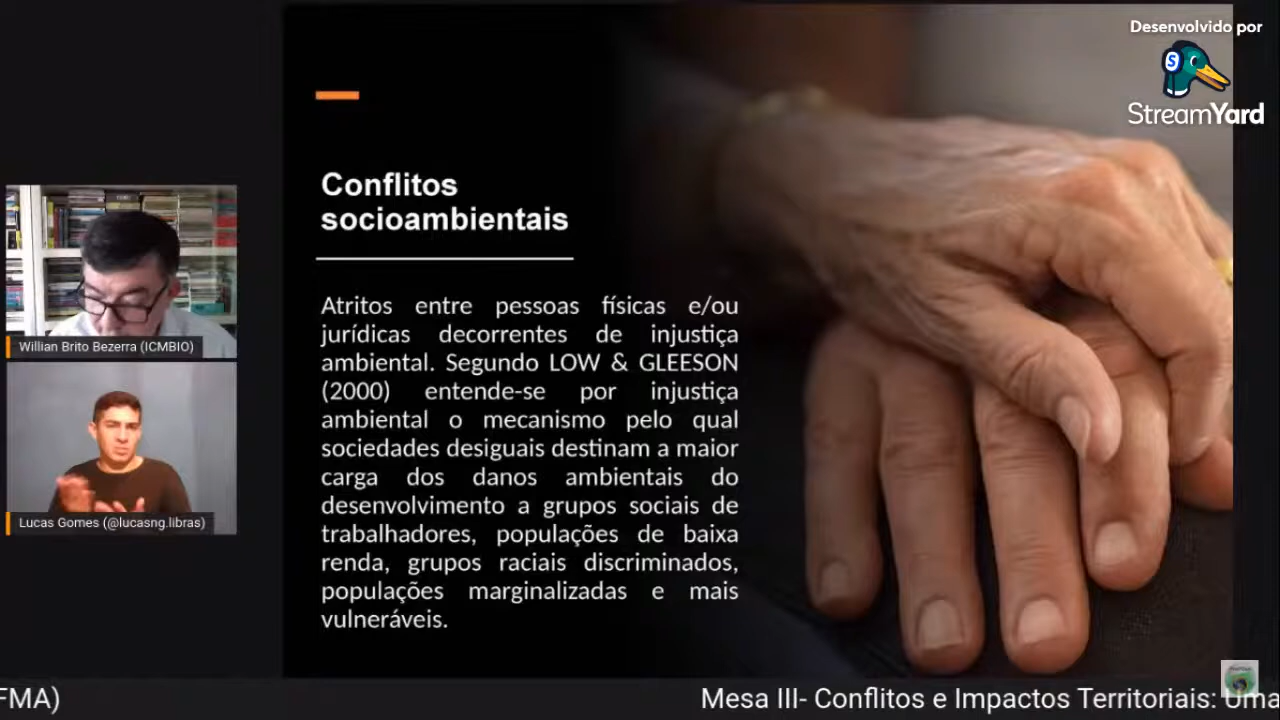 Desenvolvido por
StreamYard
Conflitos
socioambientais
Atritos entre pessoas físicas e/ou
jurídicas decorrentes de injustiça
ambiental. Segundo LOW & GLEESON
(2000) entende-se por injustiça
ambiental o mecanismo pelo qual
sociedades desiguais destinam a maior
carga dos danos ambientais do
desenvolvimento a grupos sociais de
trabalhadores, populações de baixa
renda, grupos raciais discriminados,
populações marginalizadas e mais
vulneráveis.
Willian Brito Bezerra (ICMBIO)
Lucas Gomes (@lucasng.libras)
FMA) Mesa III- Conflitos e Impactos Territoriais: Uma